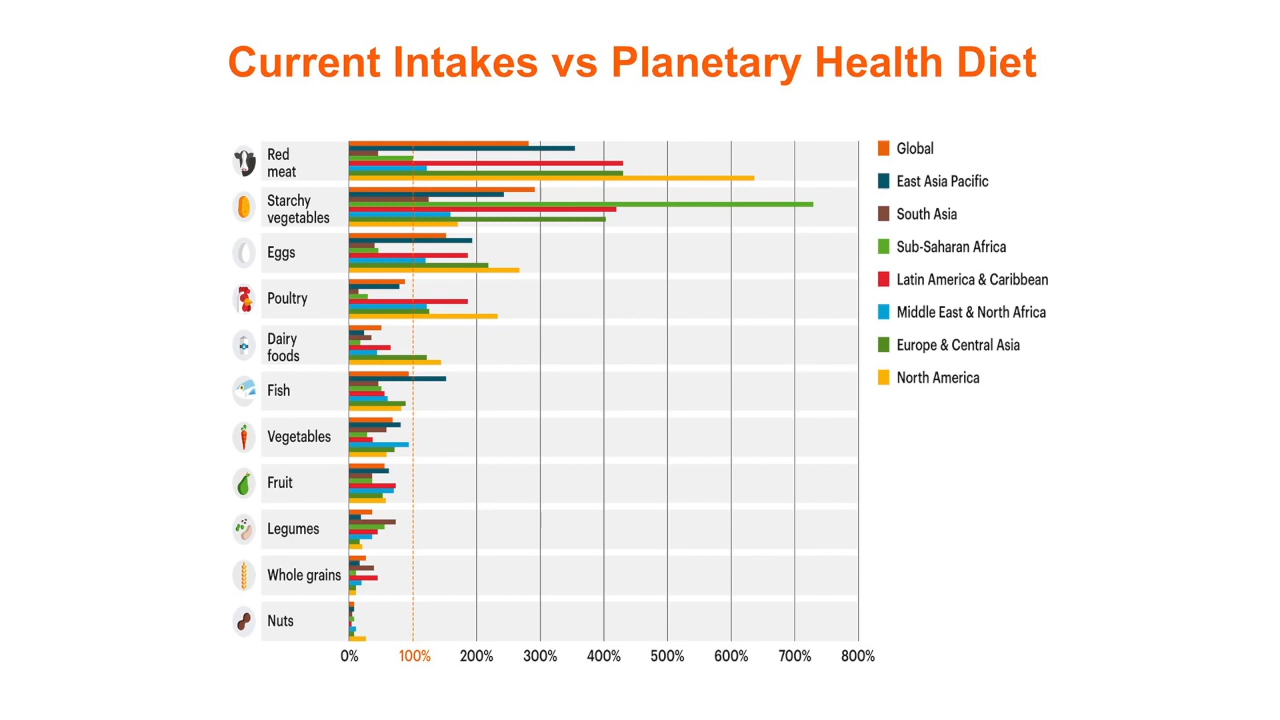 Current Intakes vs Planetary Health Diet
Red
meat
Starchy
vegetables
Eggs
Poultry
Dairy
foods
Fish
Vegetables
Fruit
Legumes
Whole grains
Nuts
0% 100% 200% 300% 400% 500% 600% 700% 800%
Global
East Asia Pacific
South Asia
Sub-Saharan Africa
Latin America & Caribbean
Middle East & North Africa
Europe & Central Asia
North America